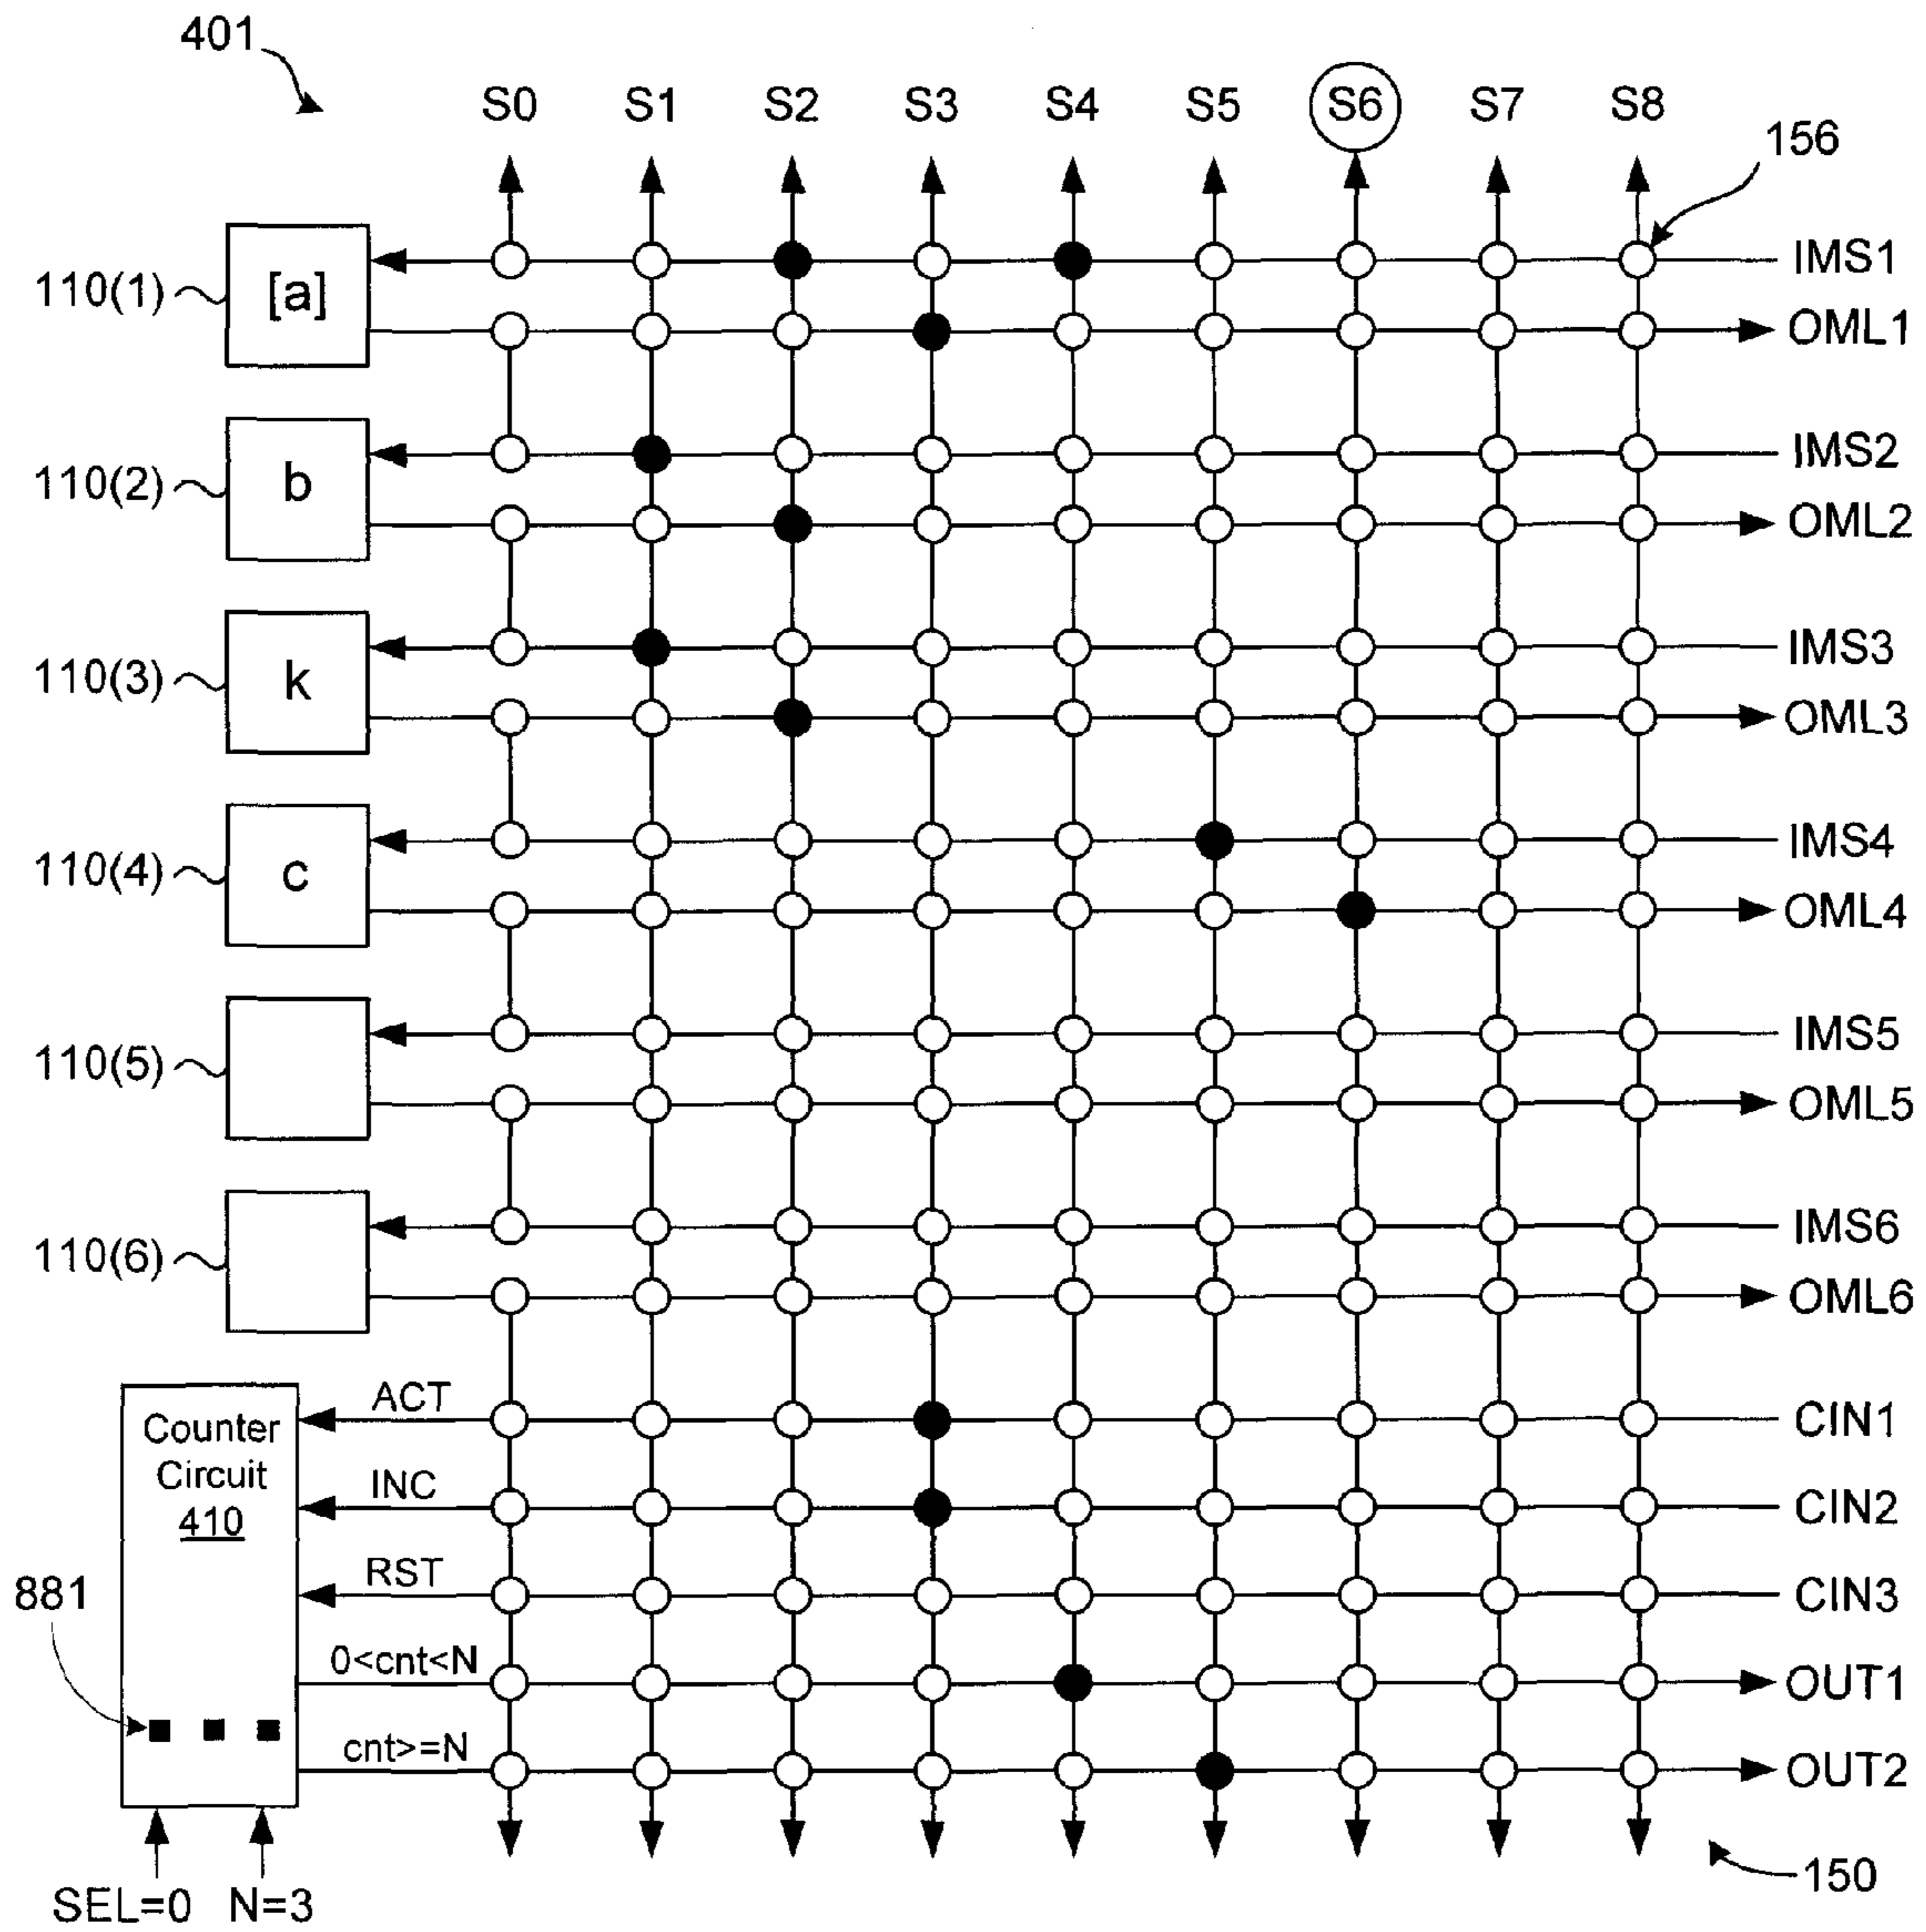 401
S0 S1 S2 S3 S4 S5 S6 S7 S8
156
110(1) [a] IMS1
OML1
110(2) b IMS2
OML2
110(3) k IMS3
OML3
110(4) c IMS4
OML4
110(5) IMS5
OML5
110(6) IMS6
OML6
Counter
Circuit
410
ACT CIN1
INC CIN2
RST CIN3
881
0<cnt<N OUT1
cnt>=N OUT2
SEL=0 N=3
150